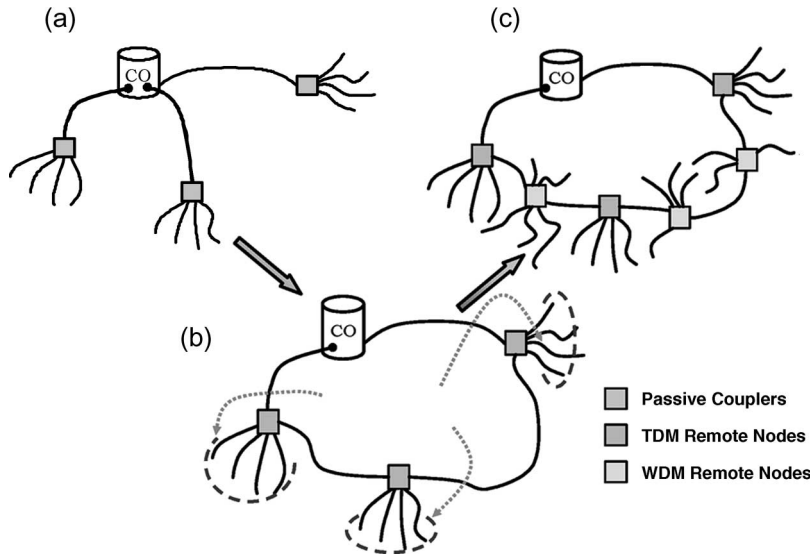 (a)
CO
(c)
CO
(b)
CO
Passive Couplers
TDM Remote Nodes
WDM Remote Nodes